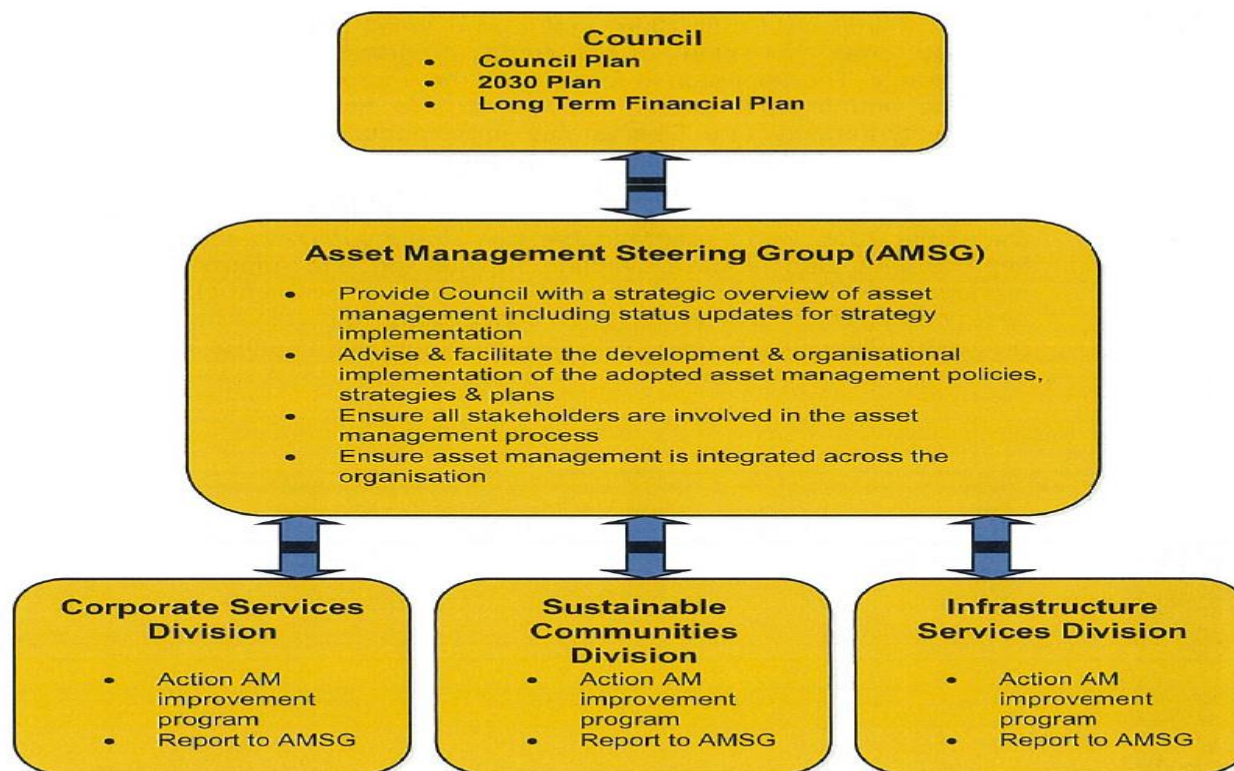 Council
• Council Plan
• 2030 Plan
• Long Term Financial Plan
Asset Management Steering Group (AMSG)
• Provide Council with a strategic overview of asset
management including status updates for strategy
implementation
• Advise & facilitate the development & organisational
implementation of the adopted asset management policies,
strategies & plans
• Ensure all stakeholders are involved in the asset
management process
• Ensure asset management is integrated across the
organisation
Corporate Services
Division
• Action AM
improvement
program
• Report to AMSG
Sustainable
Communities
Division
• Action AM
improvement
program
• Report to AMSG
Infrastructure
Services Division
• Action AM
improvement
program
• Report to AMSG